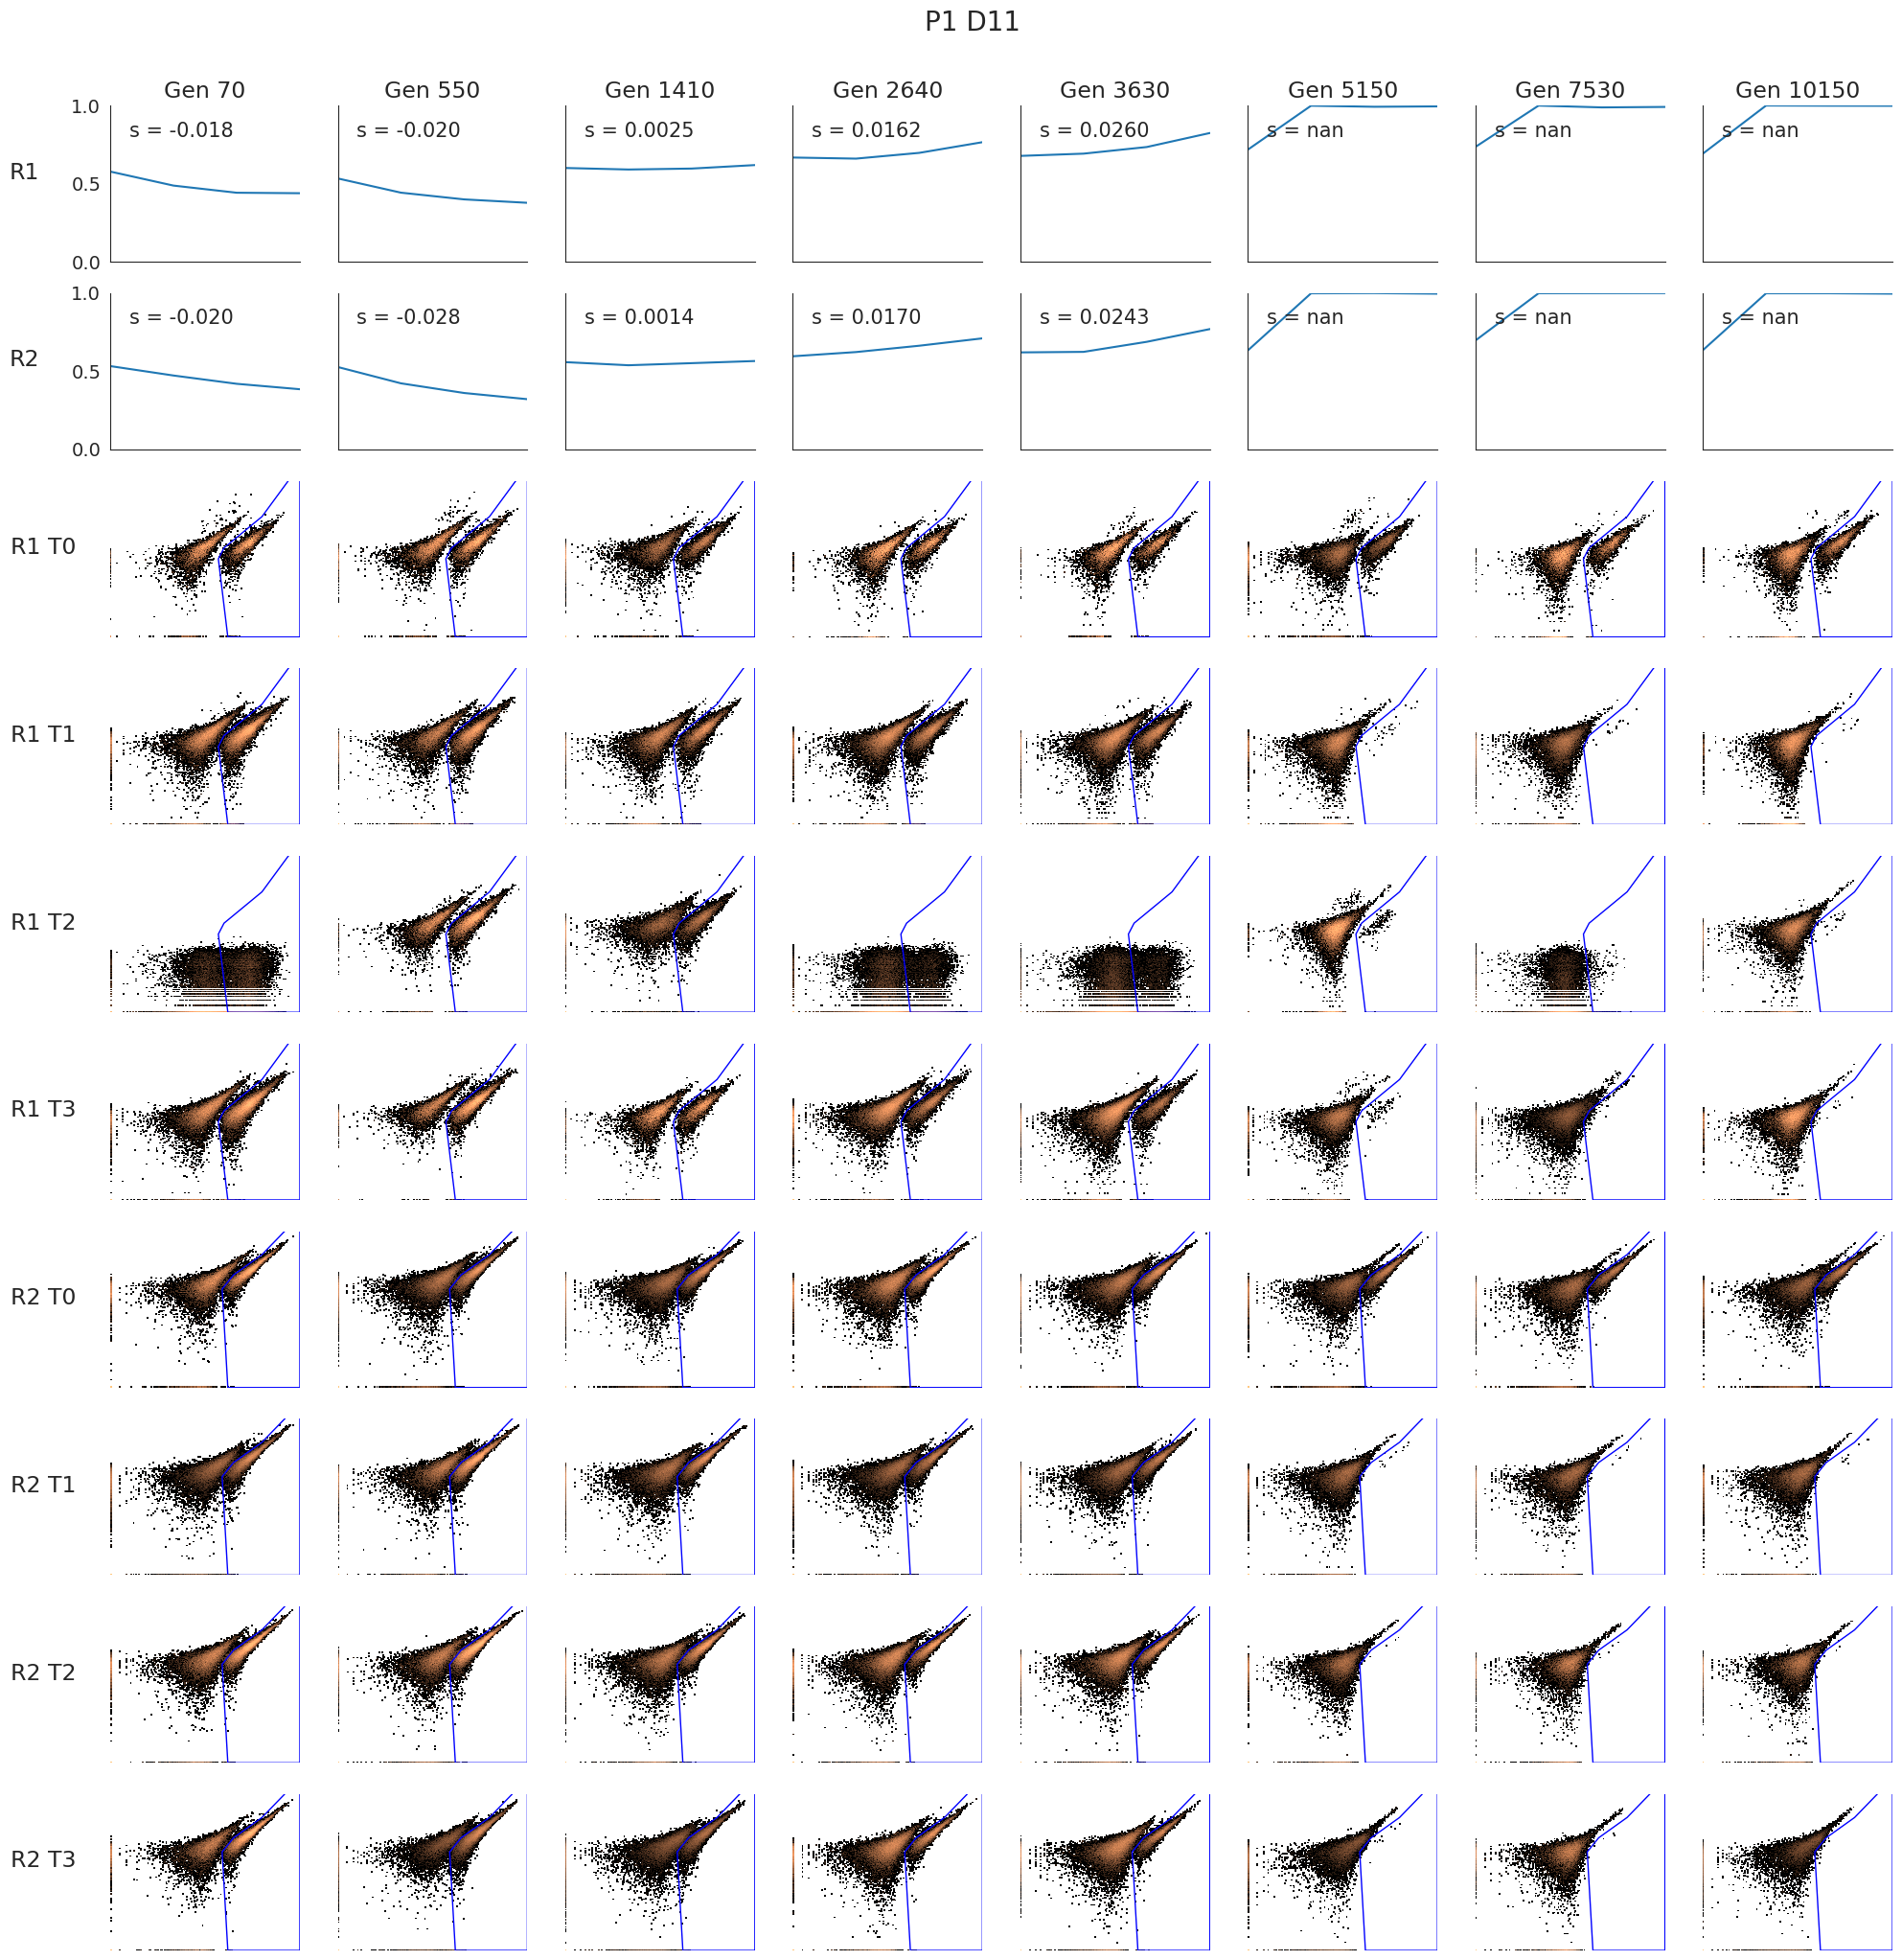 P1 D11
Gen 70 Gen 550 Gen 1410 Gen 2640 Gen 3630 Gen 5150 Gen 7530 Gen 10150
1.0
s = -0.018 s = -0.020 s = 0.0025 s = 0.0162 s = 0.0260 s = nan s = nan s = nan
R1
0.5
0.0
1.0
s = -0.020 s = -0.028 s = 0.0014 s = 0.0170 s = 0.0243 s = nan s = nan s = nan
R2
0.5
0.0
R1 T0
R1 T1
R1 T2
R1 T3
R2 T0
R2 T1
R2 T2
R2 T3